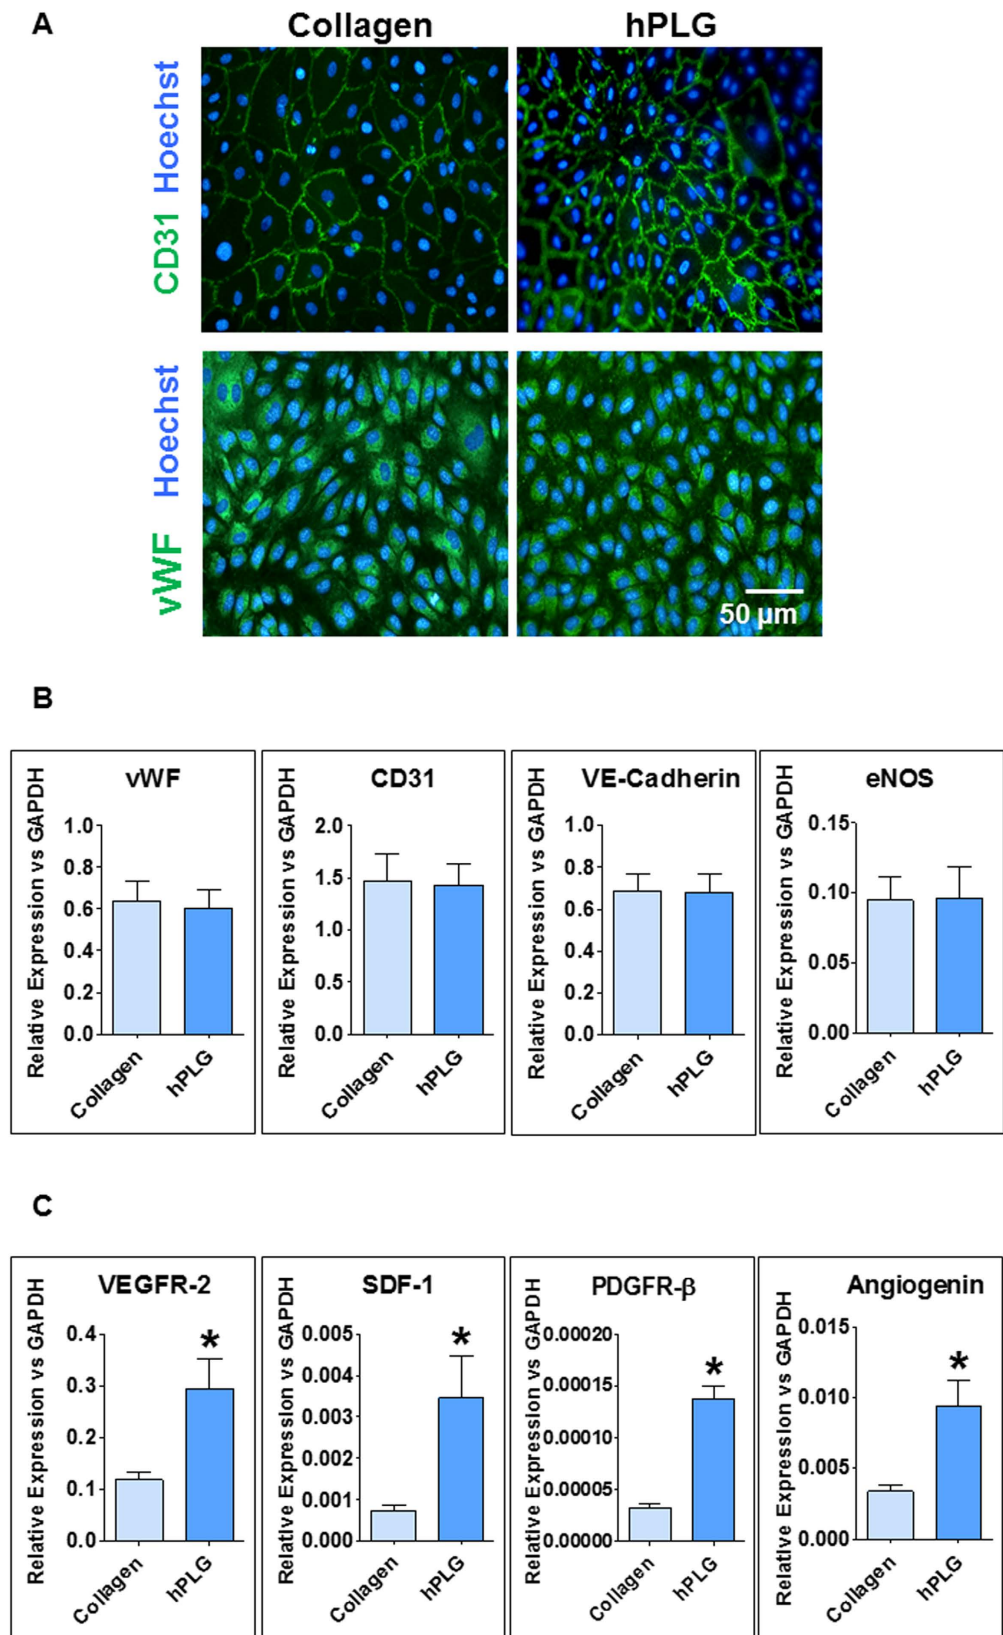 A
Collagen
hPLG
CD31 Hoechst
vWF Hoechst
50 µm
B
Relative Expression vs GAPDH
vWF
1.0
0.8
0.6
0.4
0.2
0.0
Collagen
hPLG
Relative Expression vs GAPDH
CD31
2.0
1.5
1.0
0.5
0.0
Collagen
hPLG
Relative Expression vs GAPDH
VE-Cadherin
1.0
0.8
0.6
0.4
0.2
0.0
Collagen
hPLG
Relative Expression vs GAPDH
eNOS
0.15
0.10
0.05
0.00
Collagen
hPLG
C
Relative Expression vs GAPDH
VEGFR-2
0.4
0.3
0.2
0.1
0.0
*
Collagen
hPLG
Relative Expression vs GAPDH
SDF-1
0.005
0.004
0.003
0.002
0.001
0.000
*
Collagen
hPLG
Relative Expression vs GAPDH
PDGFR-β
0.00020
0.00015
0.00010
0.00005
0.00000
*
Collagen
hPLG
Relative Expression vs GAPDH
Angiogenin
0.015
0.010
0.005
0.000
*
Collagen
hPLG